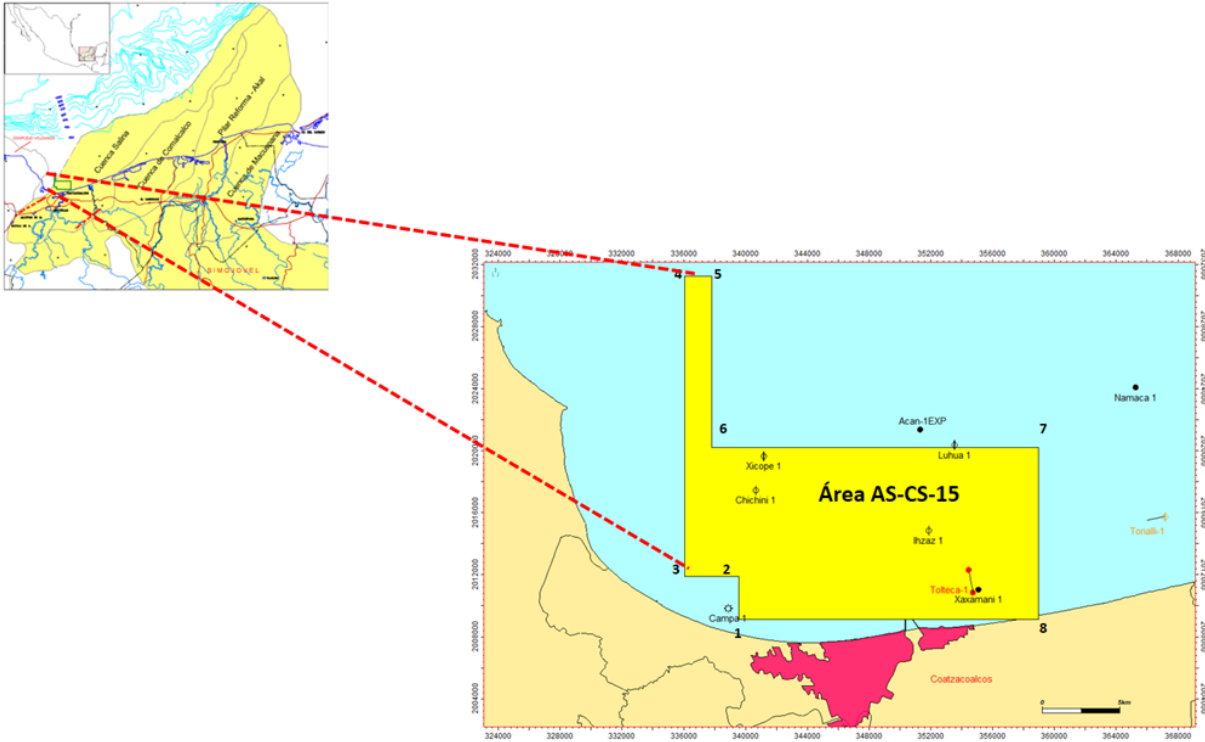 Cuenca Salina
Cuenca de Comalcalco
Pilar Reforma - Akal
Cuenca de Macuspana
SIMOJOVEL
324000 328000 332000 336000 340000 344000 348000 352000 356000 360000 364000 368000
2032000
2028000
2024000
2020000
2016000
2012000
2008000
2004000
4 5
Namaca 1
Acan-1EXP
6 7
Luhua 1
Xicope 1
Chichini 1
Área AS-CS-15
Tonalli-1
Ihzaz 1
3 2
Tolteca-1
Xaxamani 1
Campa 1
1 8
Coatzacoalcos
0 5km
324000 328000 332000 336000 340000 344000 348000 352000 356000 360000 364000 368000